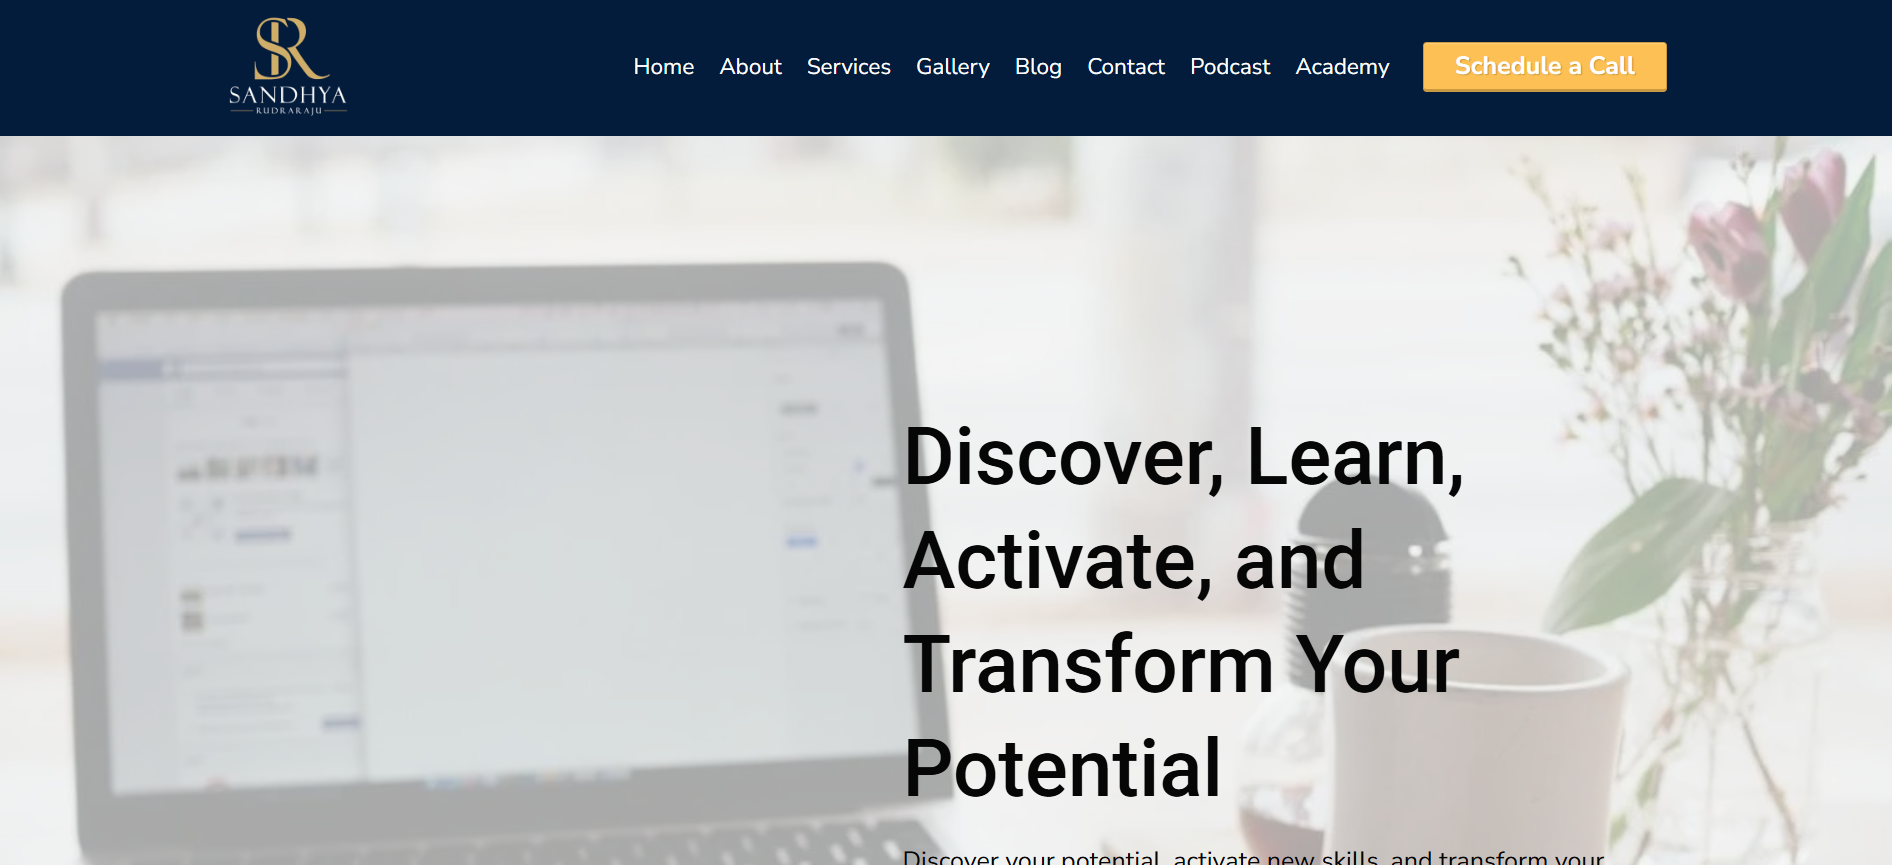 SR
SANDHYA
RUDRARAJU
Home About Services Gallery Blog Contact Podcast Academy Schedule a Call
Discover, Learn,
Activate, and
Transform Your
Potential
Discover your potential, activate new skills, and transform your